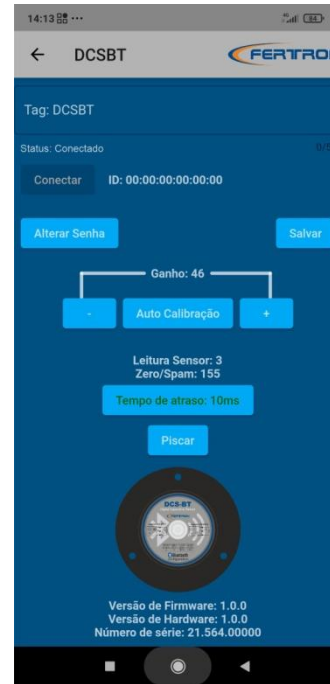 14:13
84
DCSBT
FERTRON
Tag: DCSBT
Status: Conectado
Conectar ID: 00:00:00:00:00:00
Alterar Senha Salvar
Ganho: 46
- Auto Calibração +
Leitura Sensor: 3
Zero/Spam: 155
Tempo de atraso: 10ms
Piscar
DCS-BT
Versão de Firmware: 1.0.0
Versão de Hardware: 1.0.0
Número de série: 21.564.00000